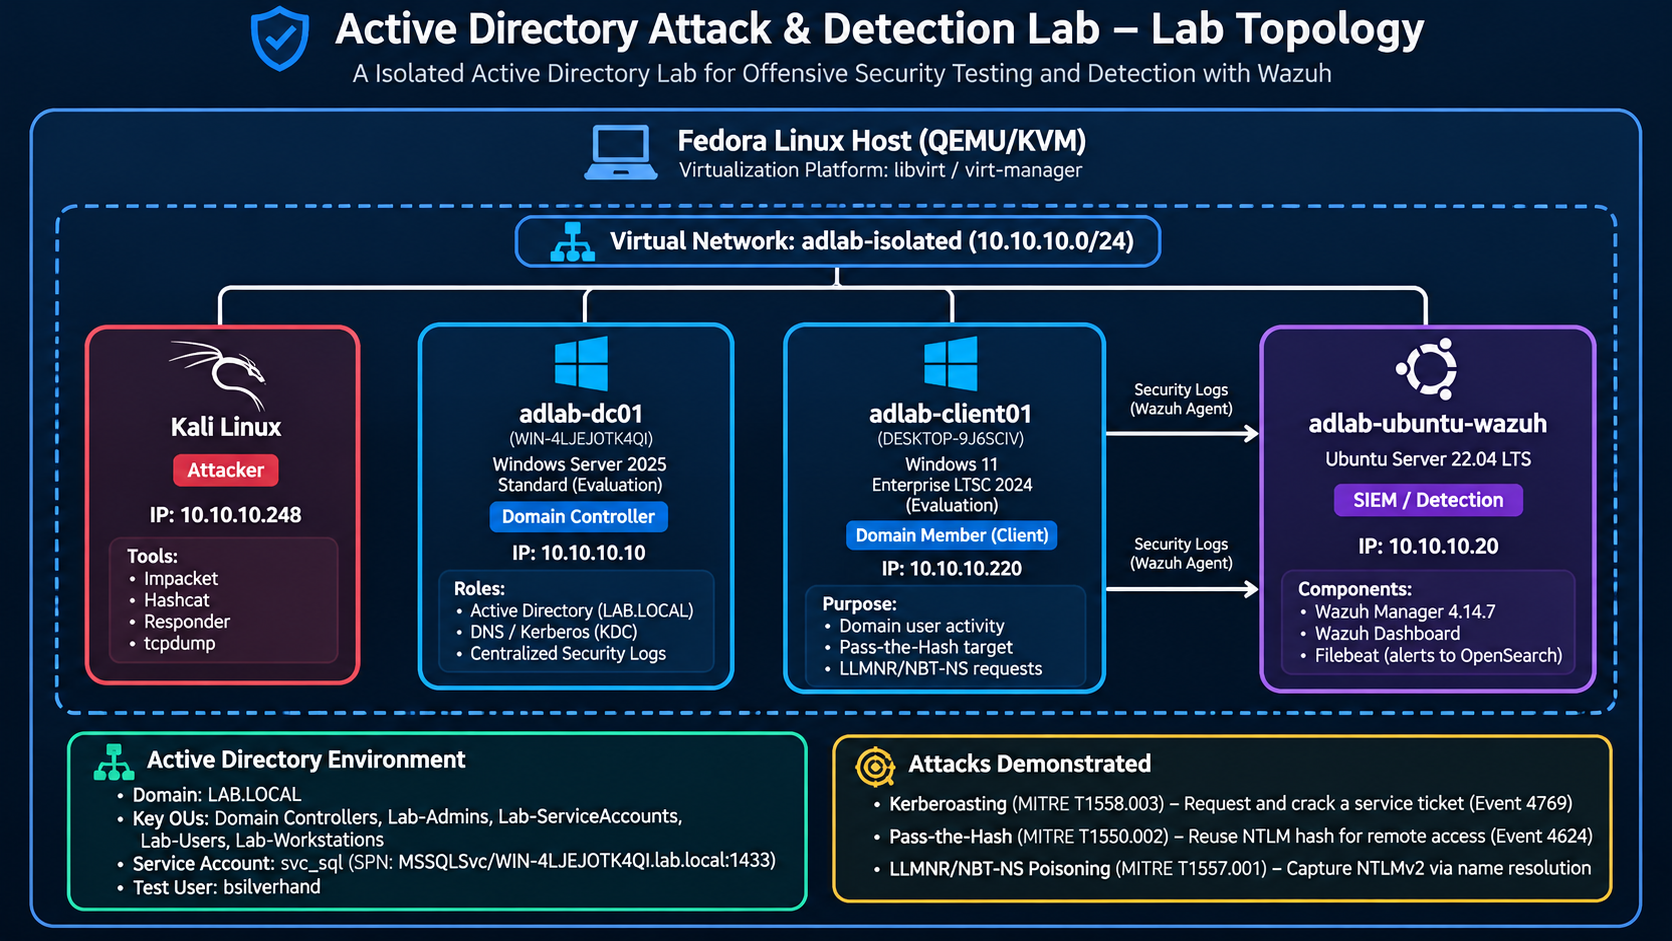 Active Directory Attack & Detection Lab – Lab Topology
A Isolated Active Directory Lab for Offensive Security Testing and Detection with Wazuh
Fedora Linux Host (QEMU/KVM)
Virtualization Platform: libvirt / virt-manager
Virtual Network: adlab-isolated (10.10.10.0/24)
Kali Linux
Attacker
IP: 10.10.10.248
Tools:
• Impacket
• Hashcat
• Responder
• tcpdump
adlab-dc01
(WIN-4LJEJOTK4QI)
Windows Server 2025
Standard (Evaluation)
Domain Controller
IP: 10.10.10.10
Roles:
• Active Directory (LAB.LOCAL)
• DNS / Kerberos (KDC)
• Centralized Security Logs
adlab-client01
(DESKTOP-9J6SCIV)
Windows 11
Enterprise LTSC 2024
(Evaluation)
Domain Member (Client)
IP: 10.10.10.220
Purpose:
• Domain user activity
• Pass-the-Hash target
• LLMNR/NBT-NS requests
Security Logs
(Wazuh Agent)
Security Logs
(Wazuh Agent)
adlab-ubuntu-wazuh
Ubuntu Server 22.04 LTS
SIEM / Detection
IP: 10.10.10.20
Components:
• Wazuh Manager 4.14.7
• Wazuh Dashboard
• Filebeat (alerts to OpenSearch)
Active Directory Environment
• Domain: LAB.LOCAL
• Key OUs: Domain Controllers, Lab-Admins, Lab-ServiceAccounts,
Lab-Users, Lab-Workstations
• Service Account: svc_sql (SPN: MSSQLSvc/WIN-4LJEJOTK4QI.lab.local:1433)
• Test User: bsilverhand
Attacks Demonstrated
• Kerberoasting (MITRE T1558.003) – Request and crack a service ticket (Event 4769)
• Pass-the-Hash (MITRE T1550.002) – Reuse NTLM hash for remote access (Event 4624)
• LLMNR/NBT-NS Poisoning (MITRE T1557.001) – Capture NTLMv2 via name resolution